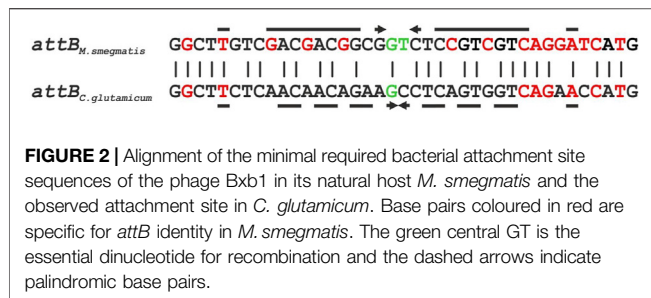 attB M.smegmatis GGCTTGTCGACGACGGCGGTCTCCGTCGTCAGGATCATG
attB C.glutamicum GGCTTCTCAACAACAGAAGCCTCAGTGGTCAGAACCATG
FIGURE 2 | Alignment of the minimal required bacterial attachment site
sequences of the phage Bxb1 in its natural host M. smegmatis and the
observed attachment site in C. glutamicum. Base pairs coloured in red are
specific for attB identity in M. smegmatis. The green central GT is the
essential dinucleotide for recombination and the dashed arrows indicate
palindromic base pairs.